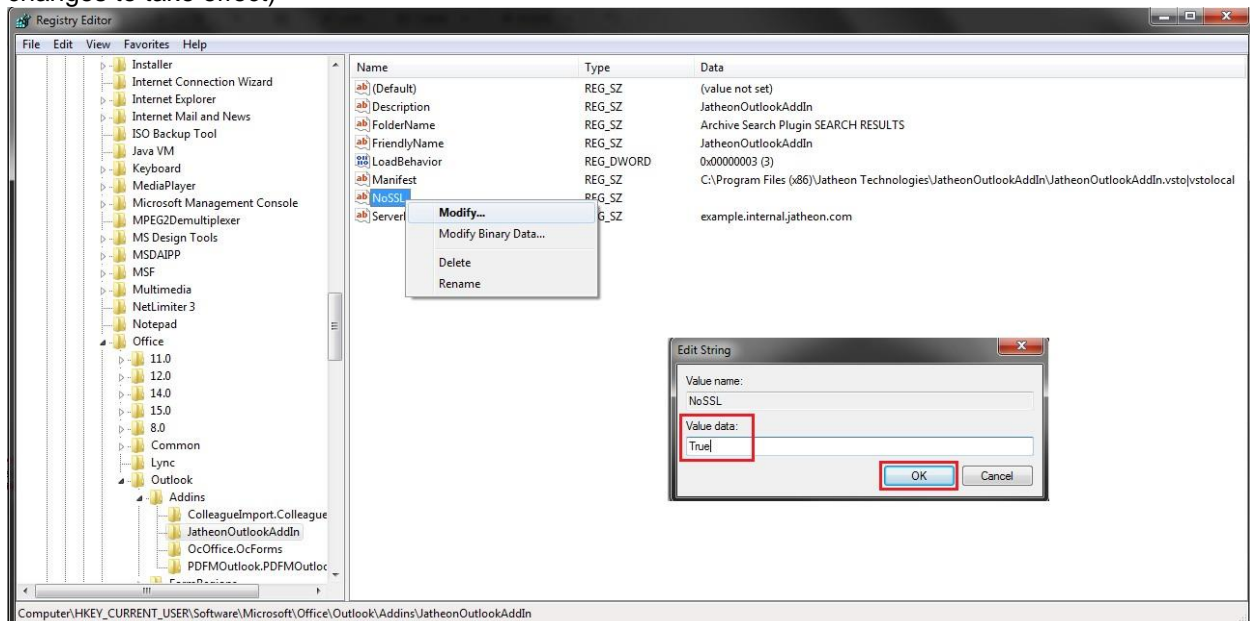 changes to take effect)
Registry Editor
File Edit View Favorites Help
Installer
Internet Connection Wizard
Internet Explorer
Internet Mail and News
ISO Backup Tool
Java VM
Keyboard
MediaPlayer
Microsoft Management Console
MPEG2Demultiplexer
MS Design Tools
MSDAIPP
MSF
Multimedia
NetLimiter 3
Notepad
Office
11.0
12.0
14.0
15.0
8.0
Common
Lync
Outlook
Addins
ColleagueImport.Colleague
JatheonOutlookAddIn
OcOffice.OcForms
PDFMOutlook.PDFMOutloc
Name Type Data
(Default) REG_SZ (value not set)
Description REG_SZ JatheonOutlookAddIn
FolderName REG_SZ Archive Search Plugin SEARCH RESULTS
FriendlyName REG_SZ JatheonOutlookAddIn
LoadBehavior REG_DWORD 0x00000003 (3)
Manifest REG_SZ C:\Program Files (x86)\Jatheon Technologies\JatheonOutlookAddIn\JatheonOutlookAddIn.vsto|vstolocal
NoSSL REG_SZ
Server G_SZ example.internal.jatheon.com
Modify...
Modify Binary Data...
Delete
Rename
Edit String
Value name:
NoSSL
Value data:
True
OK Cancel
Computer\HKEY_CURRENT_USER\Software\Microsoft\Office\Outlook\Addins\JatheonOutlookAddIn